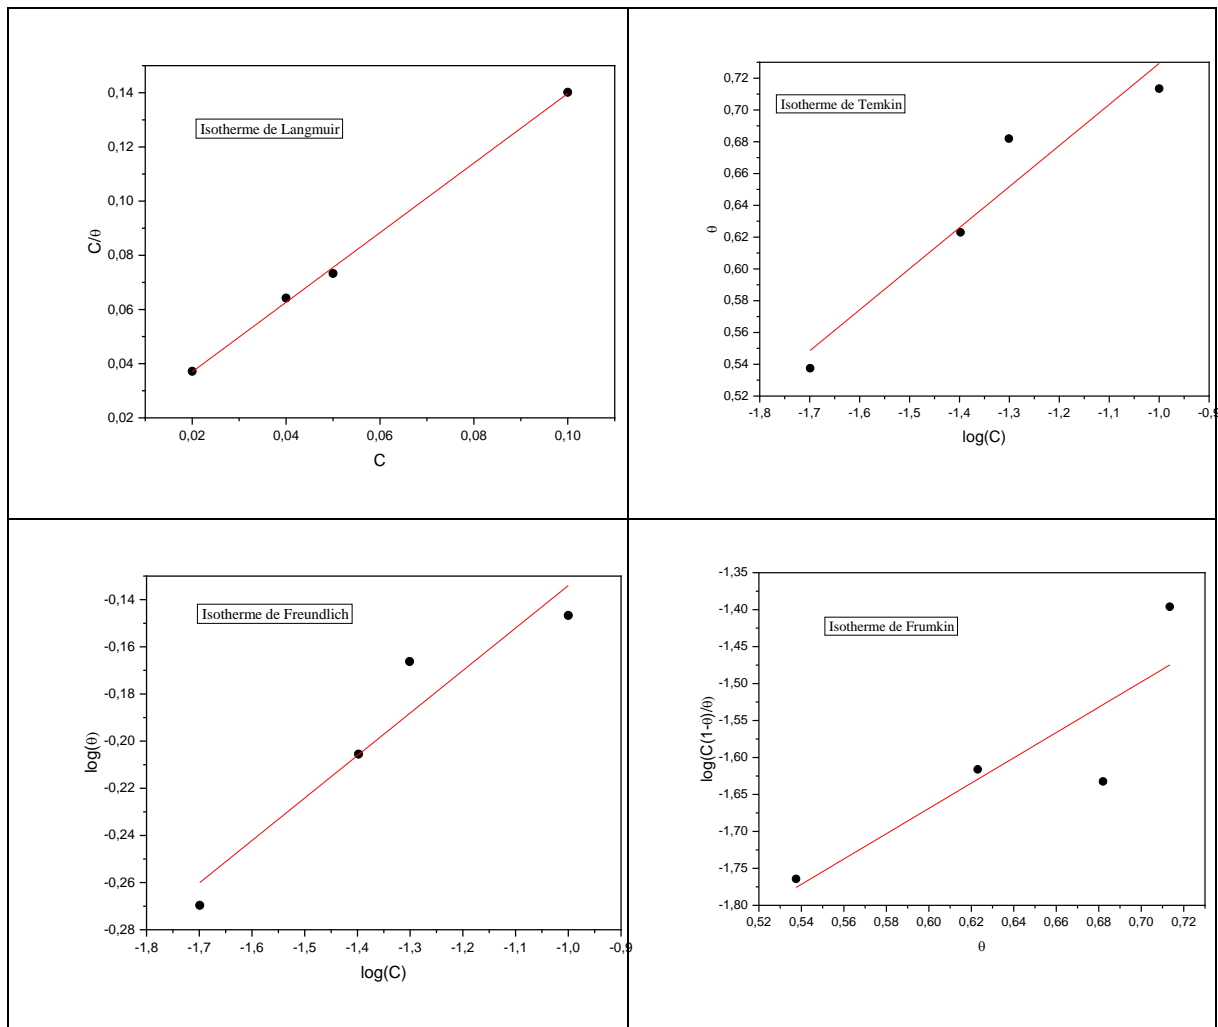 0,14
0,12
0,10
0,08
0,06
0,04
0,02
C/θ
Isotherme de Langmuir
0,02 0,04 0,06 0,08 0,10
C
0,72
0,70
0,68
0,66
0,64
0,62
0,60
0,58
0,56
0,54
0,52
θ
Isotherme de Temkin
-1,8 -1,7 -1,6 -1,5 -1,4 -1,3 -1,2 -1,1 -1,0 -0,9
log(C)
-0,14
-0,16
-0,18
-0,20
-0,22
-0,24
-0,26
-0,28
log(θ)
Isotherme de Freundlich
-1,8 -1,7 -1,6 -1,5 -1,4 -1,3 -1,2 -1,1 -1,0 -0,9
log(C)
-1,35
-1,40
-1,45
-1,50
-1,55
-1,60
-1,65
-1,70
-1,75
-1,80
log(C(1-θ)/θ)
Isotherme de Frumkin
0,52 0,54 0,56 0,58 0,60 0,62 0,64 0,66 0,68 0,70 0,72
θ